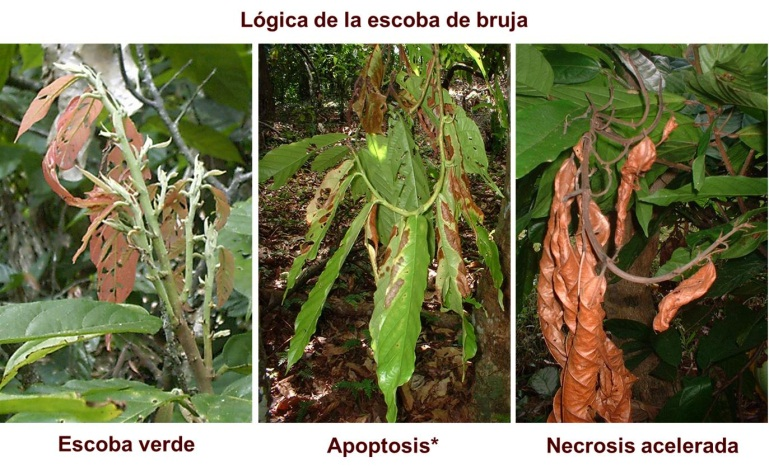 Lógica de la escoba de bruja
Escoba verde
Apoptosis*
Necrosis acelerada